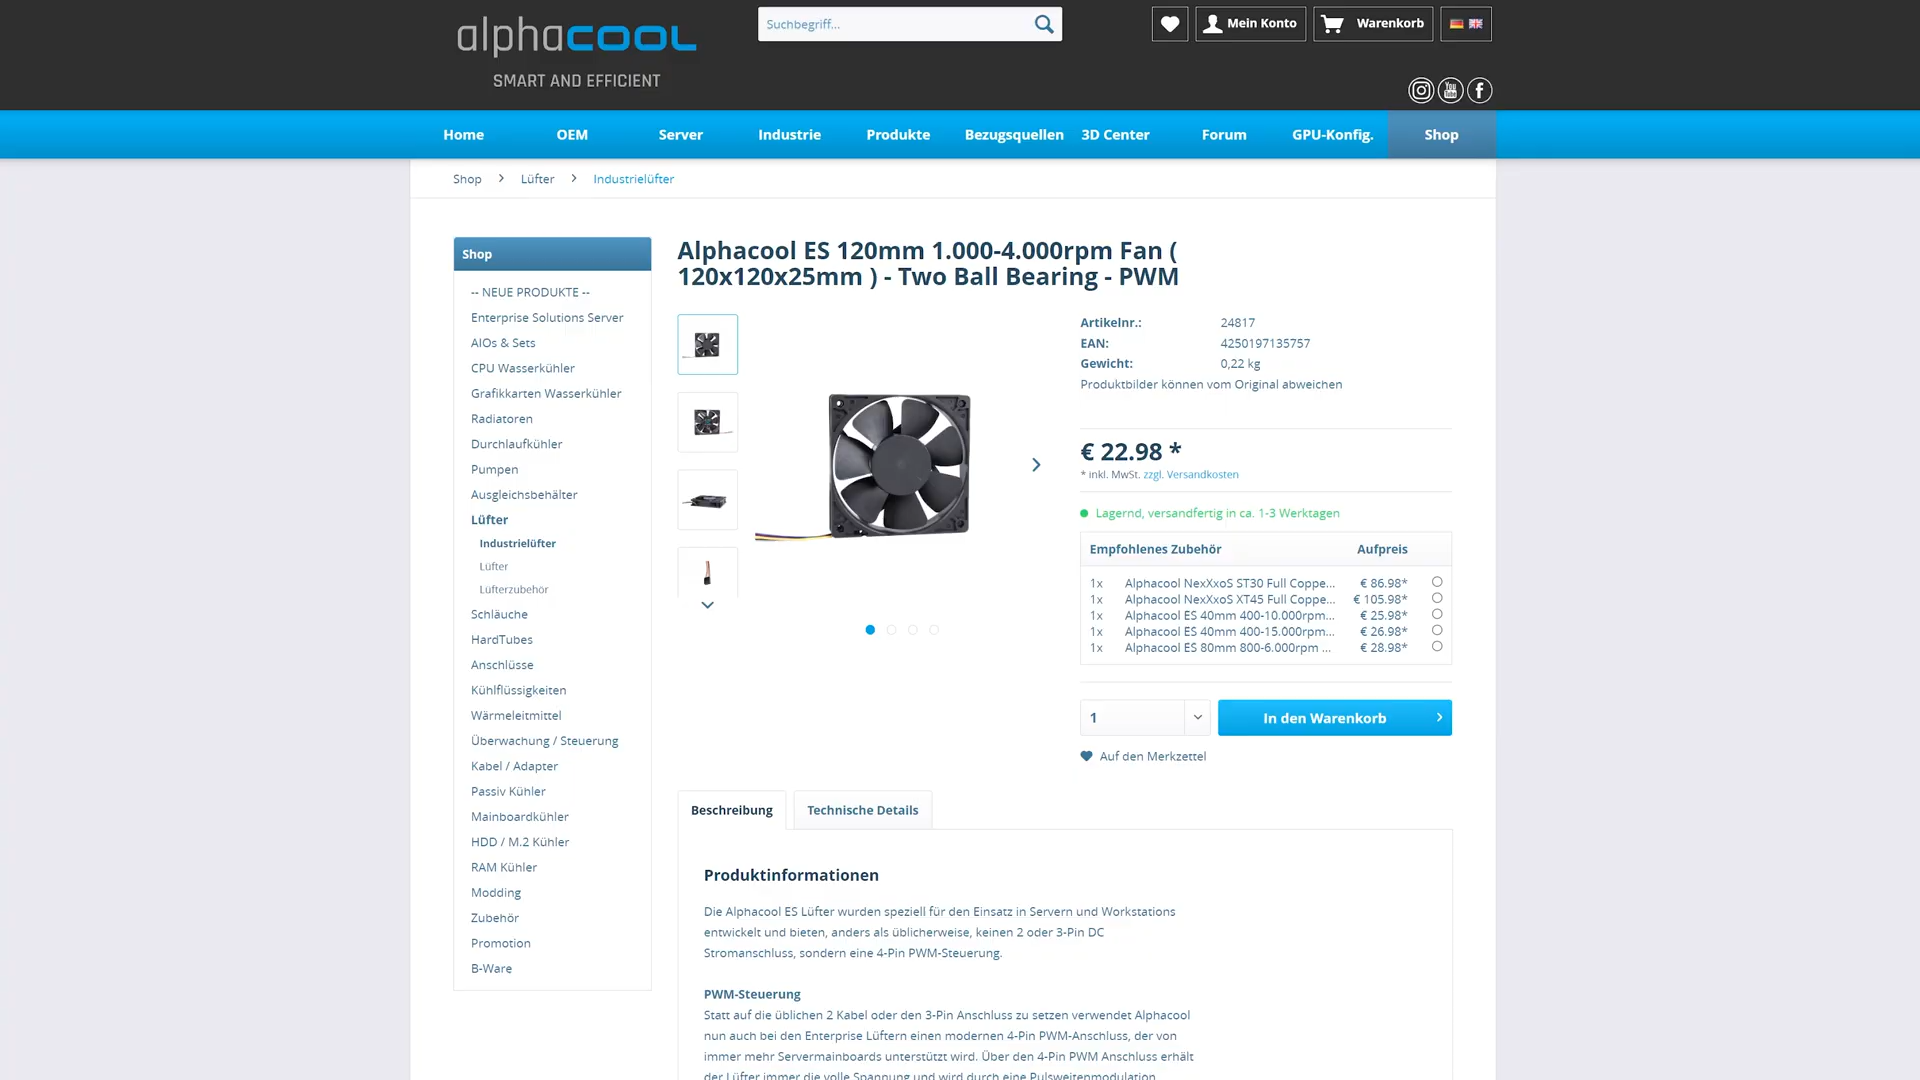 alphacool
SMART AND EFFICIENT
Suchbegriff...
Mein Konto
Warenkorb
Home
OEM
Server
Industrie
Produkte
Bezugsquellen
3D Center
Forum
GPU-Konfig.
Shop
Shop
Lüfter
Industrielüfter
Shop
-- NEUE PRODUKTE --
Enterprise Solutions Server
AIOs & Sets
CPU Wasserkühler
Grafikkarten Wasserkühler
Radiatoren
Durchlaufkühler
Pumpen
Ausgleichsbehälter
Lüfter
Industrielüfter
Lüfter
Lüfterzubehör
Schläuche
HardTubes
Anschlüsse
Kühlflüssigkeiten
Wärmeleitmittel
Überwachung / Steuerung
Kabel / Adapter
Passiv Kühler
Mainboardkühler
HDD / M.2 Kühler
RAM Kühler
Modding
Zubehör
Promotion
B-Ware
Alphacool ES 120mm 1.000-4.000rpm Fan (
120x120x25mm ) - Two Ball Bearing - PWM
Artikelnr.: 24817
EAN: 4250197135757
Gewicht: 0,22 kg
Produktbilder können vom Original abweichen
€ 22.98 *
* inkl. MwSt. zzgl. Versandkosten
Lagernd, versandfertig in ca. 1-3 Werktagen
Empfohlenes Zubehör Aufpreis
1x Alphacool NexXxoS ST30 Full Coppe... € 86.98*
1x Alphacool NexXxoS XT45 Full Coppe... € 105.98*
1x Alphacool ES 40mm 400-10.000rpm... € 25.98*
1x Alphacool ES 40mm 400-15.000rpm... € 26.98*
1x Alphacool ES 80mm 800-6.000rpm ... € 28.98*
1
In den Warenkorb
Auf den Merkzettel
Beschreibung
Technische Details
Produktinformationen
Die Alphacool ES Lüfter wurden speziell für den Einsatz in Servern und Workstations
entwickelt und bieten, anders als üblicherweise, keinen 2 oder 3-Pin DC
Stromanschluss, sondern eine 4-Pin PWM-Steuerung.
PWM-Steuerung
Statt auf die üblichen 2 Kabel oder den 3-Pin Anschluss zu setzen verwendet Alphacool
nun auch bei den Enterprise Lüftern einen modernen 4-Pin PWM-Anschluss, der von
immer mehr Servermainboards unterstützt wird. Über den 4-Pin PWM Anschluss erhält
der Lüfter immer die volle Spannung und wird durch eine Pulsweitenmodulation